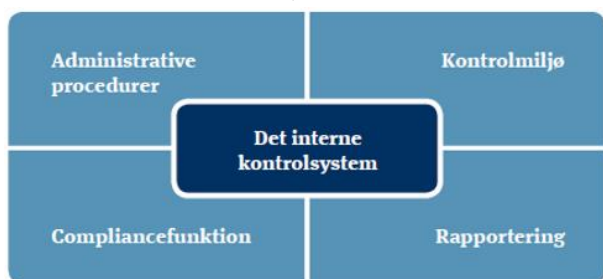 Administrative
procedurer
Kontrolmiljø
Det interne
kontrolsystem
Compliancefunktion
Rapportering